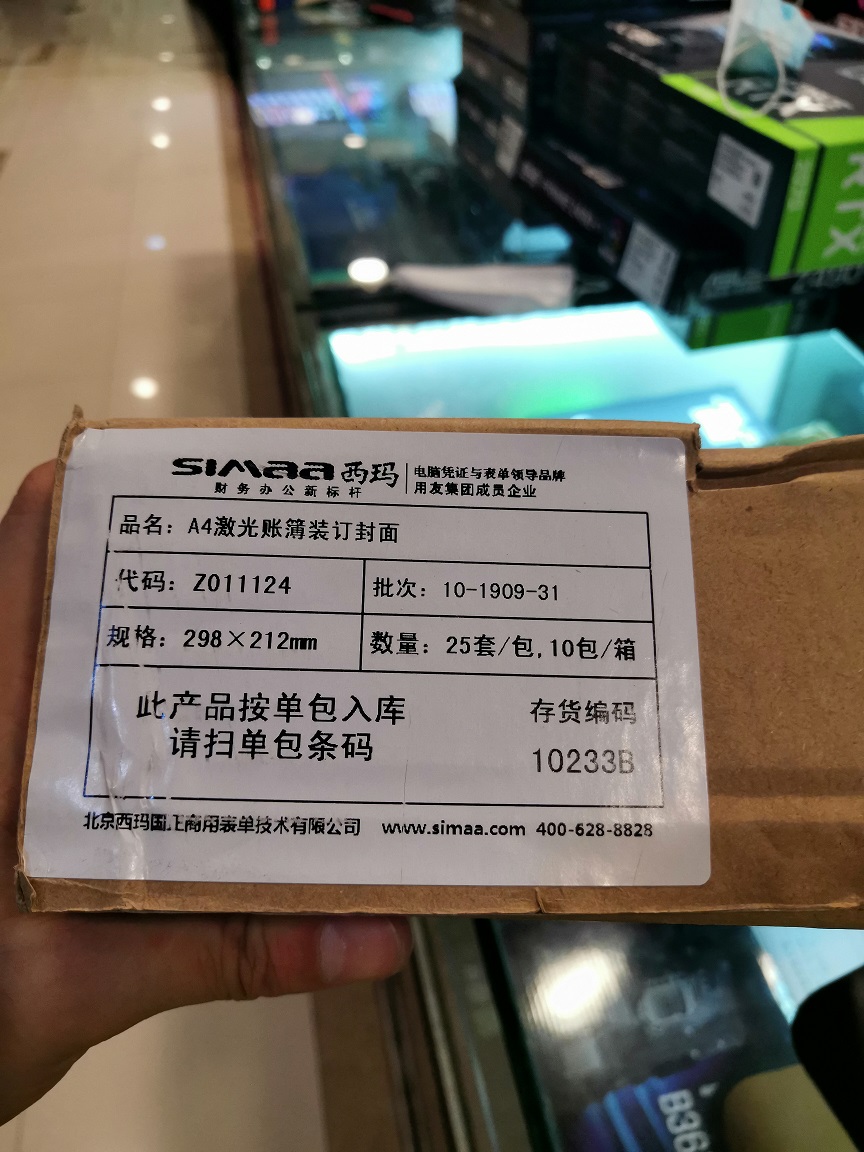 RTX
SIMAA西玛
财务办公新标杆
电脑凭证与表单领导品牌
用友集团成员企业
品名：A4激光账簿装订封面
代码：Z011124
批次：10-1909-31
规格：298×212mm
数量：25套/包,10包/箱
此产品按单包入库
请扫单包条码
存货编码
10233B
北京西玛国正商用表单技术有限公司 www.simaa.com 400-628-8828
B36